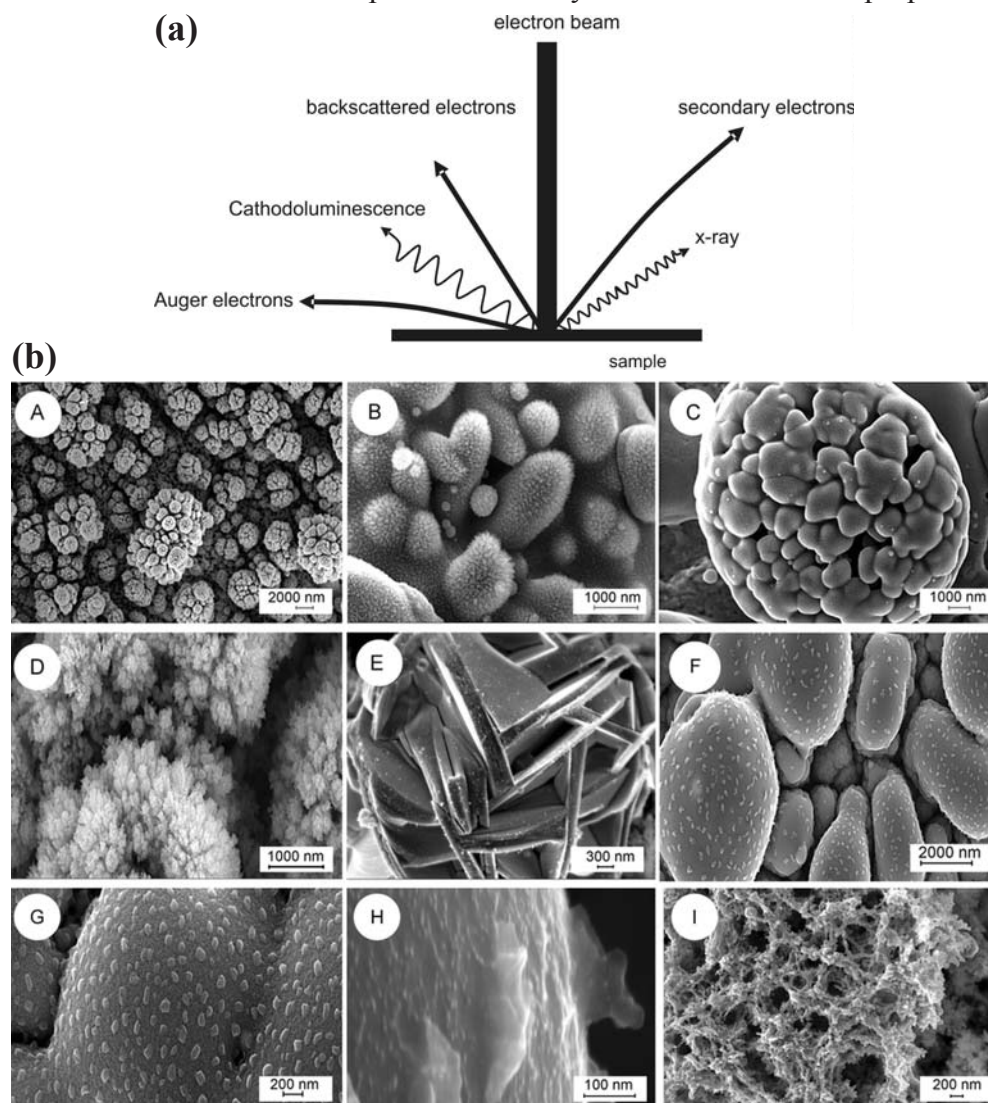 (a)
electron beam
backscattered electrons
secondary electrons
Cathodoluminescence
x-ray
Auger electrons
sample
(b)
A
2000 nm
B
1000 nm
C
1000 nm
D
1000 nm
E
300 nm
F
2000 nm
G
200 nm
H
100 nm
I
200 nm